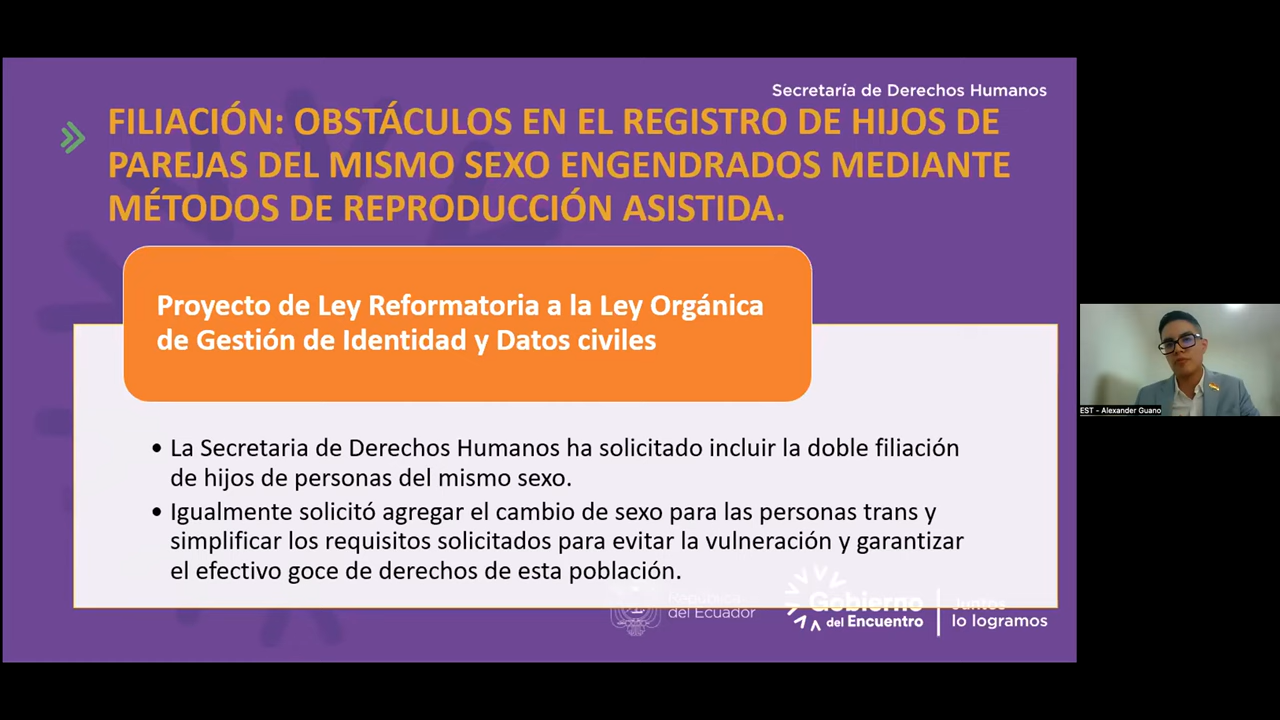 Secretaría de Derechos Humanos
FILIACIÓN: OBSTÁCULOS EN EL REGISTRO DE HIJOS DE
PAREJAS DEL MISMO SEXO ENGENDRADOS MEDIANTE
MÉTODOS DE REPRODUCCIÓN ASISTIDA.
Proyecto de Ley Reformatoria a la Ley Orgánica
de Gestión de Identidad y Datos civiles
• La Secretaria de Derechos Humanos ha solicitado incluir la doble filiación
de hijos de personas del mismo sexo.
• Igualmente solicitó agregar el cambio de sexo para las personas trans y
simplificar los requisitos solicitados para evitar la vulneración y garantizar
el efectivo goce de derechos de esta población.
República
del Ecuador
Gobierno
del Encuentro
Juntos
lo logramos
EST - Alexander Guano